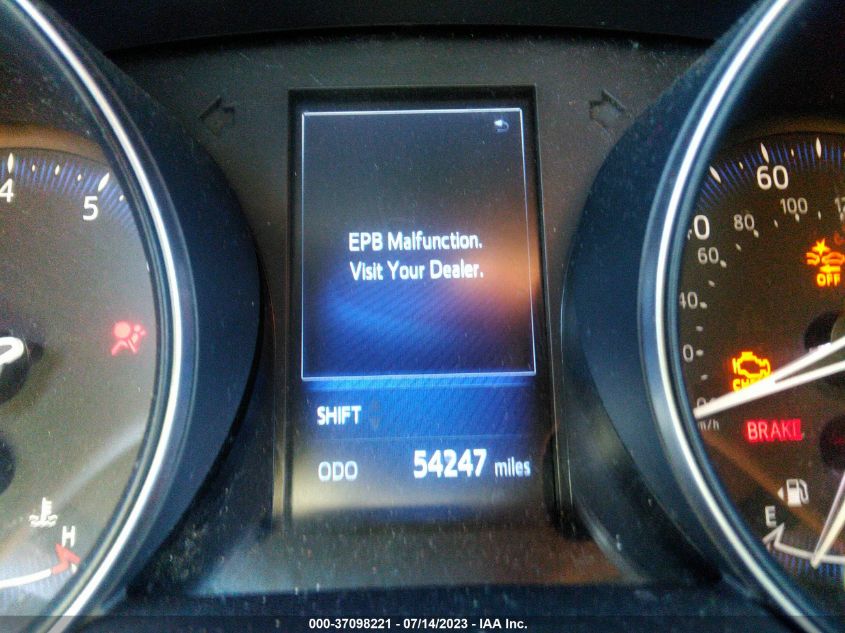 EPB Malfunction.
Visit Your Dealer.
SHIFT
ODO 54247 miles
4
5
H
60
80
100
60
40
BRAKE
E
000-37098221 - 07/14/2023 - IAA Inc.
OFF